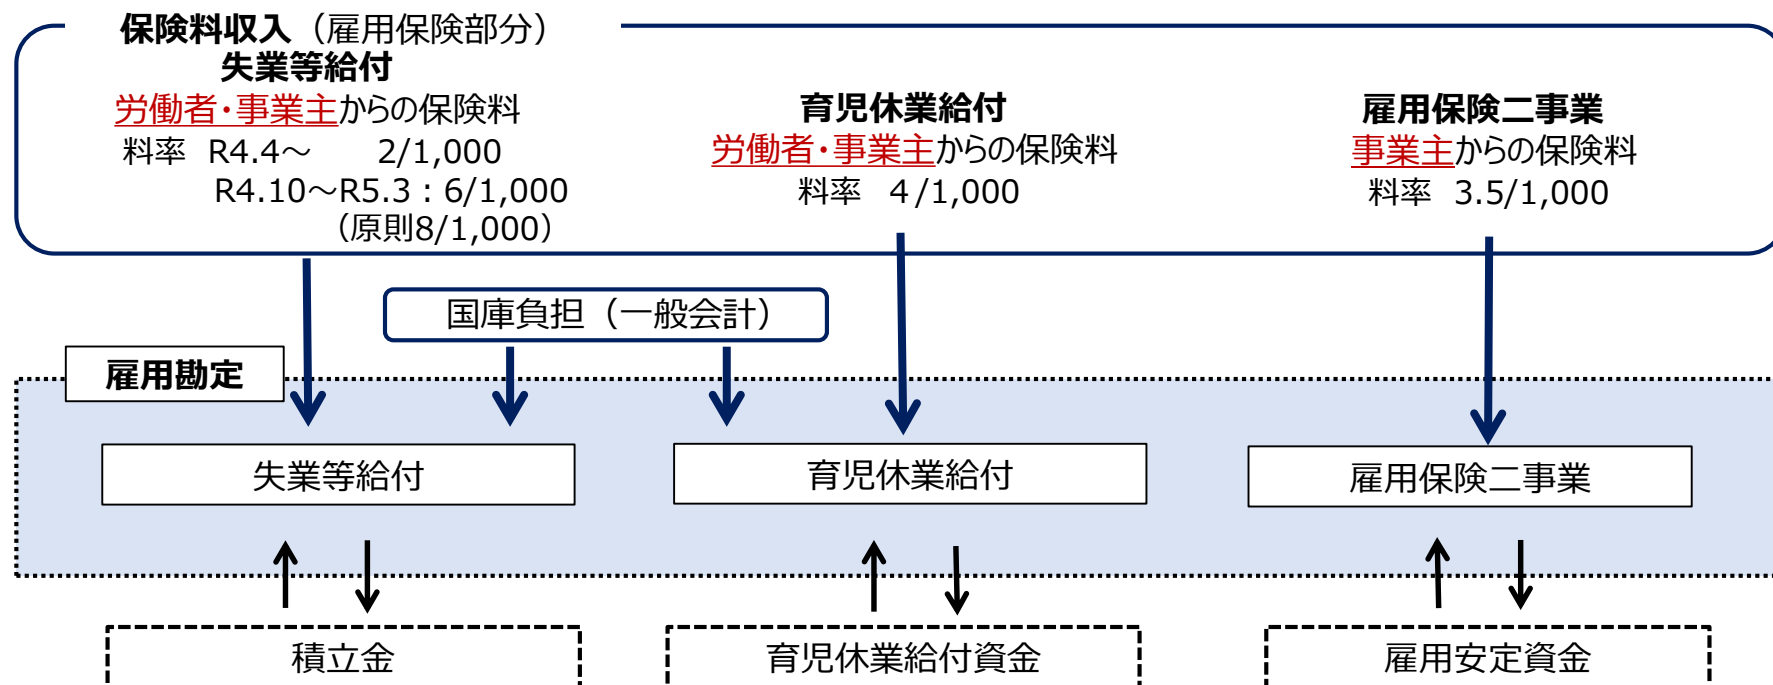 保険料収入（雇用保険部分）
失業等給付
労働者・事業主からの保険料
料率 R4.4～ 2/1,000
R4.10～R5.3：6/1,000
（原則8/1,000）
育児休業給付
労働者・事業主からの保険料
料率 4/1,000
雇用保険二事業
事業主からの保険料
料率 3.5/1,000
国庫負担（一般会計）
雇用勘定
失業等給付
育児休業給付
雇用保険二事業
積立金
育児休業給付資金
雇用安定資金